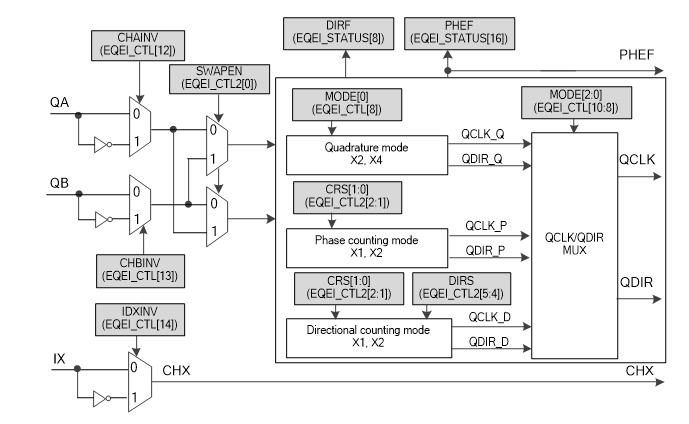 DIRF
(EQEI_STATUS[8])
PHEF
(EQEI_STATUS[16])
CHAINV
(EQEI_CTL[12])
PHEF
SWAPEN
(EQEI_CTL2[0])
MODE[0]
(EQEI_CTL[8])
MODE[2:0]
(EQEI_CTL[10:8])
QA
0
1
0
1
Quadrature mode
X2, X4
QCLK_Q
QDIR_Q
QCLK
QB
0
1
0
1
CRS[1:0]
(EQEI_CTL2[2:1])
Phase counting mode
X1, X2
QCLK_P
QDIR_P
QCLK/QDIR
MUX
CHBINV
(EQEI_CTL[13])
CRS[1:0]
(EQEI_CTL2[2:1])
DIRS
(EQEI_CTL2[5:4])
QDIR
IDXINV
(EQEI_CTL[14])
Directional counting mode
X1, X2
QCLK_D
QDIR_D
IX
0
1
CHX
CHX